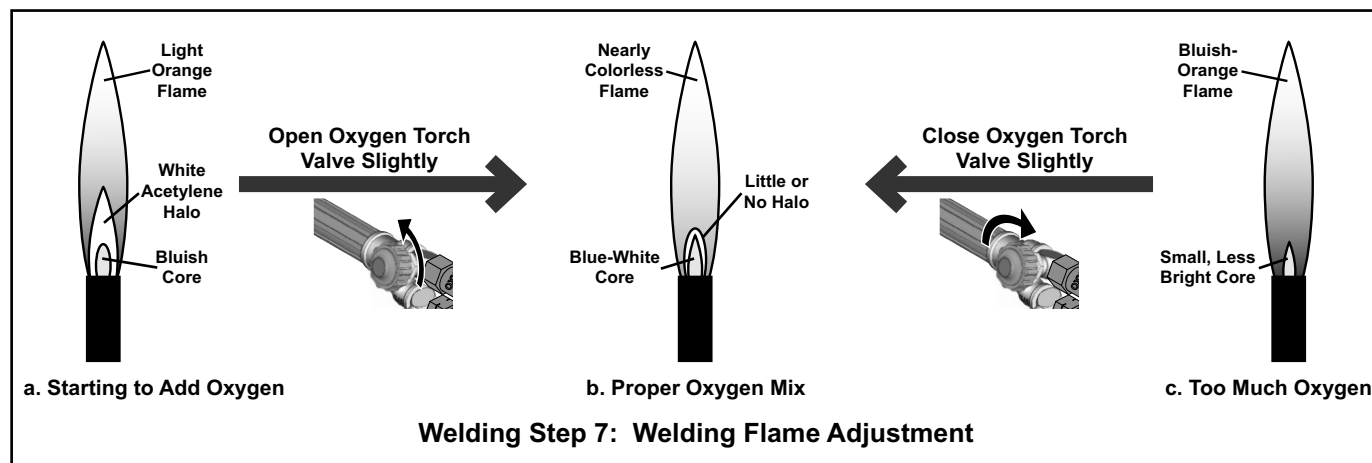 Light
Orange
Flame
White
Acetylene
Halo
Bluish
Core
Open Oxygen Torch
Valve Slightly
Nearly
Colorless
Flame
Little or
No Halo
Blue-White
Core
Close Oxygen Torch
Valve Slightly
Bluish-
Orange
Flame
Small, Less
Bright Core
a. Starting to Add Oxygen
b. Proper Oxygen Mix
c. Too Much Oxygen
Welding Step 7: Welding Flame Adjustment